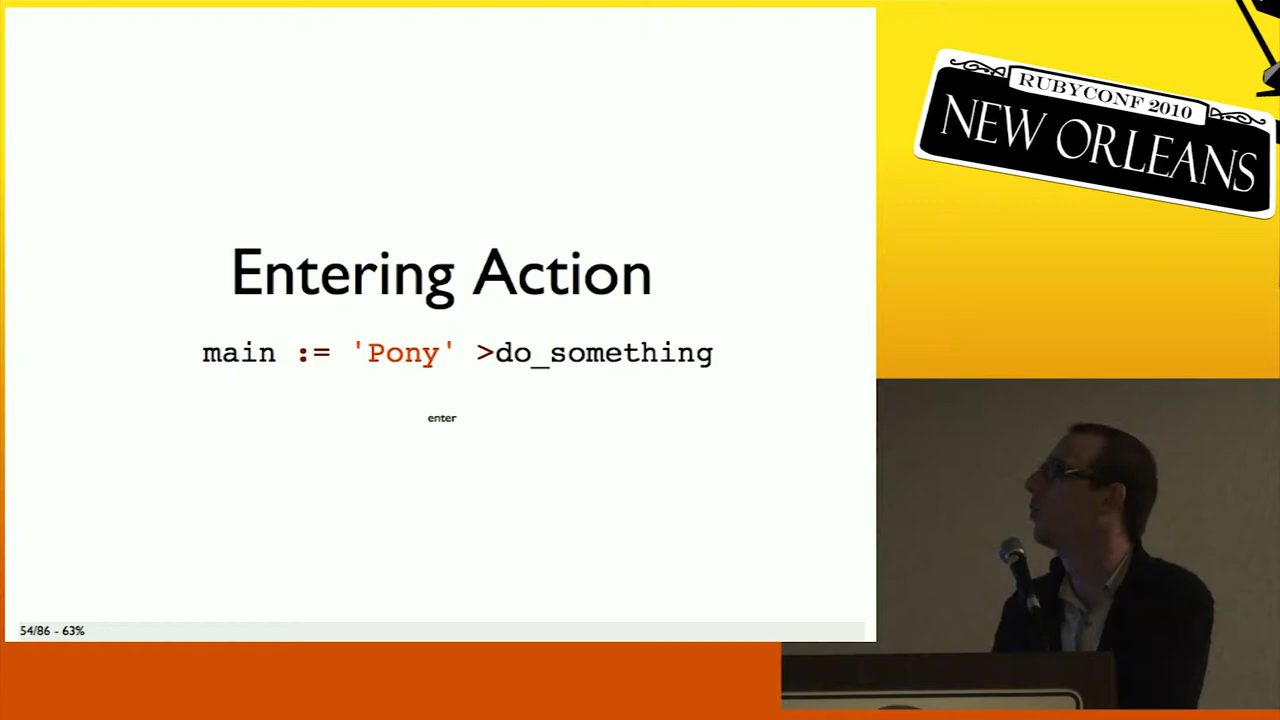 Entering Action
main := 'Pony' >do_something
enter
54/86 - 63%
RUBYCONF 2010
NEW ORLEANS